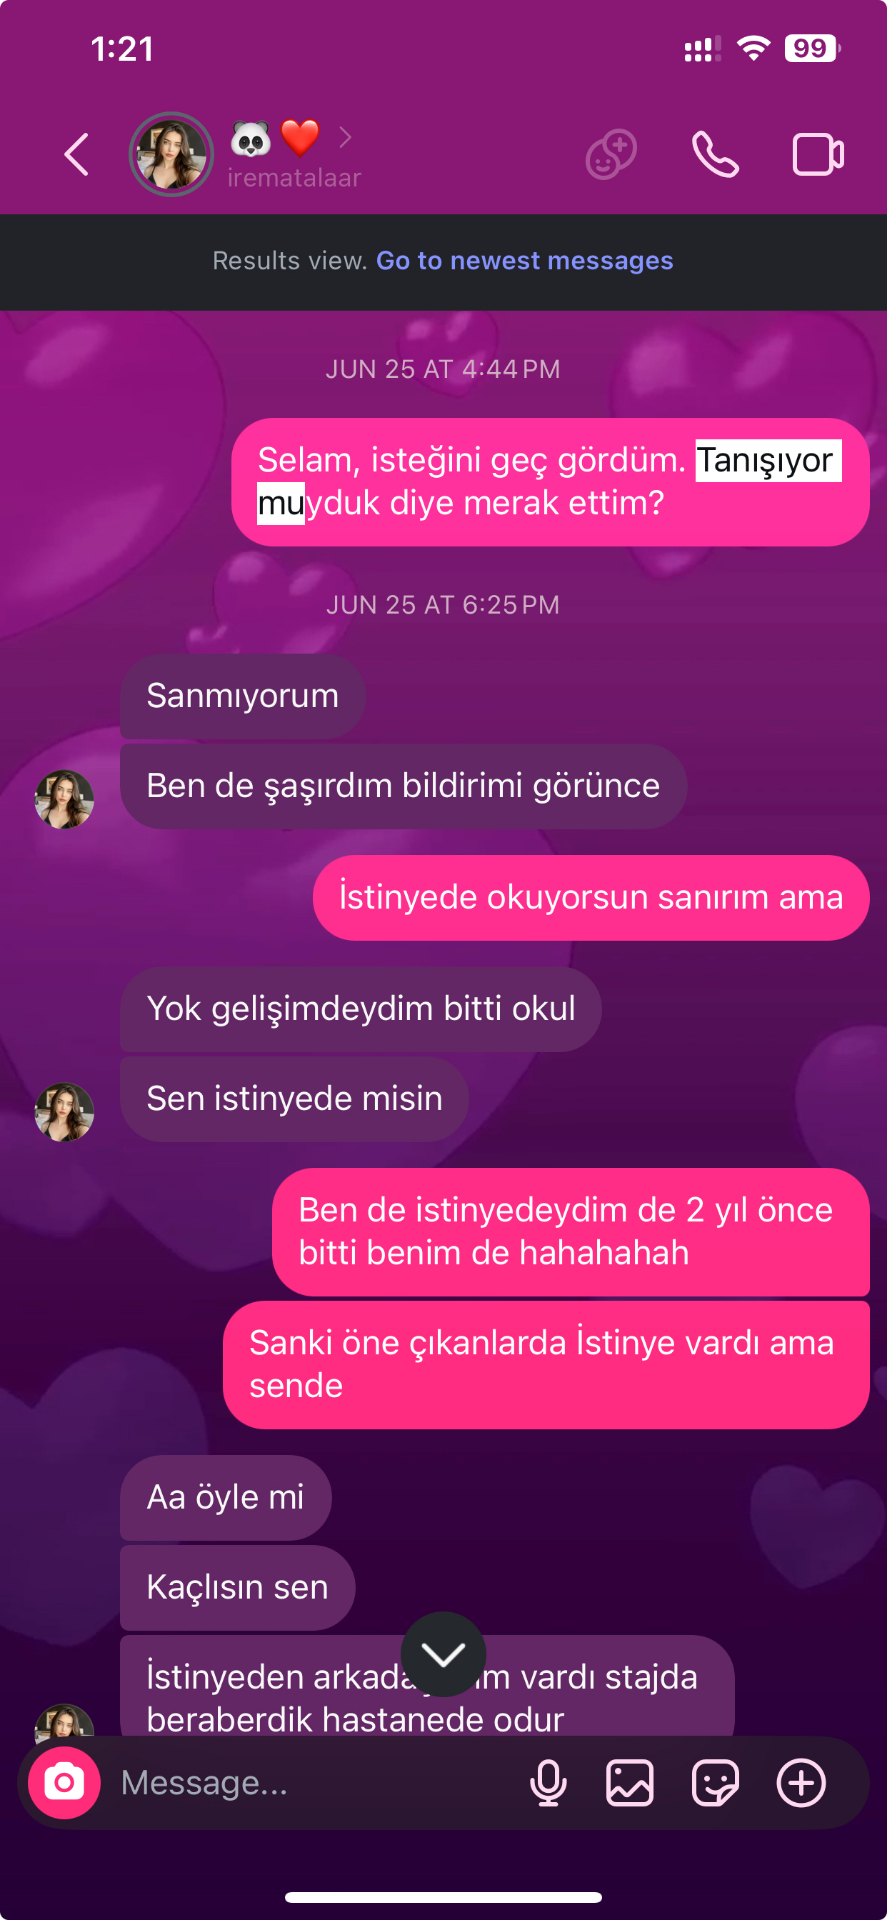 1:21
99
🐼❤️
irematalaar
Results view. Go to newest messages
JUN 25 AT 4:44 PM
Selam, isteğini geç gördüm. Tanışıyor
muyduk diye merak ettim?
JUN 25 AT 6:25 PM
Sanmıyorum
Ben de şaşırdım bildirimi görünce
İstinyede okuyorsun sanırım ama
Yok gelişimdeydim bitti okul
Sen istinyede misin
Ben de istinyedeydim de 2 yıl önce
bitti benim de hahahahah
Sanki öne çıkanlarda İstinye vardı ama
sende
Aa öyle mi
Kaçlısın sen
İstinyeden vardı stajda
beraberdik hastanede odur
Message...